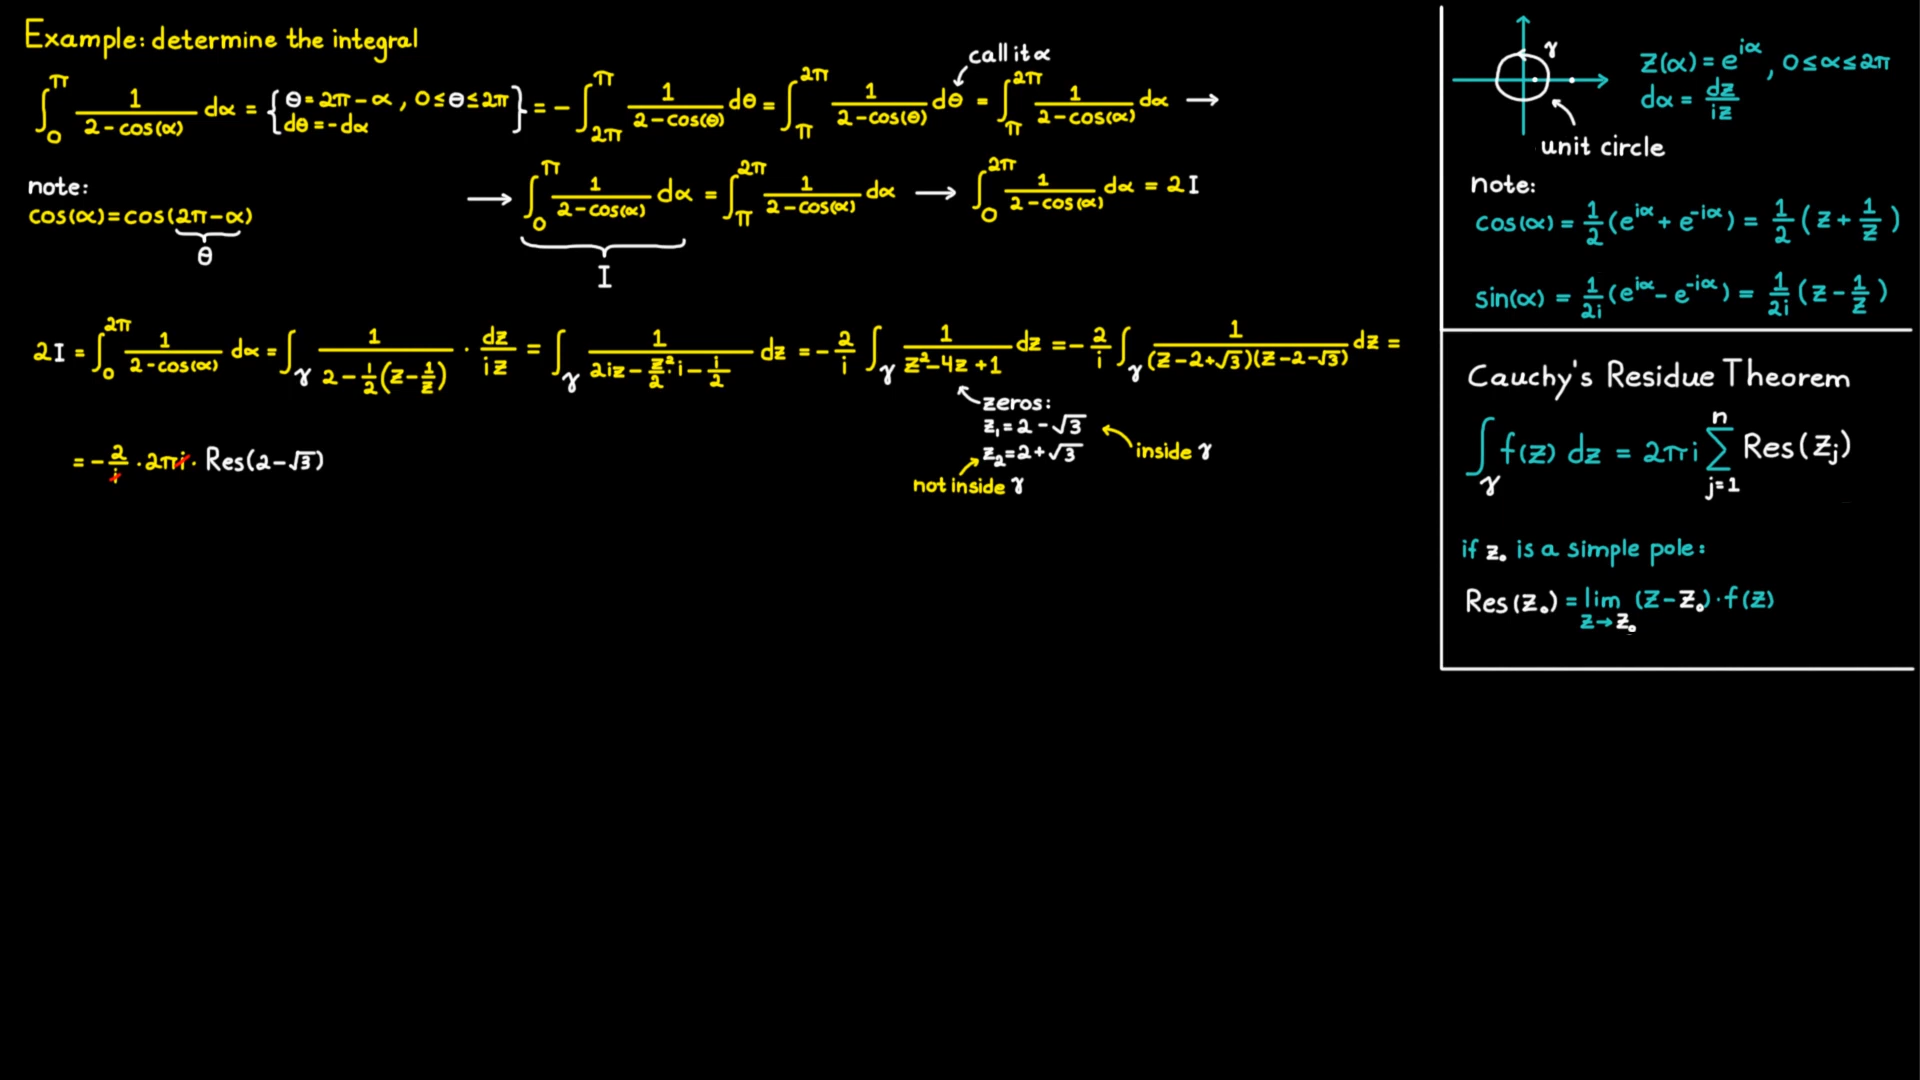 Example: determine the integral
call it α
∫_0^π 1/(2-cos(α)) dα = {θ=2π-α, 0≤θ≤2π
dθ=-dα} = -∫_{2π}^π 1/(2-cos(θ)) dθ = ∫_π^{2π} 1/(2-cos(θ)) dθ = ∫_π^{2π} 1/(2-cos(α)) dα →
note:
cos(α)=cos(2π-α)
θ
→ ∫_0^π 1/(2-cos(α)) dα = ∫_π^{2π} 1/(2-cos(α)) dα → ∫_0^{2π} 1/(2-cos(α)) dα = 2I
I
2I = ∫_0^{2π} 1/(2-cos(α)) dα = ∫_γ 1/(2-½(z-1/z)) · dz/iz = ∫_γ 1/(2iz-z²/2·i-i/2) dz = -2/i ∫_γ 1/(z²-4z+1) dz = -2/i ∫_γ 1/((z-2+√3)(z-2-√3)) dz =
zeros:
z₁=2-√3
inside γ
z₂=2+√3
not inside γ
= -2/i · 2πi · Res(2-√3)
γ
z(α) = e^{iα}, 0≤α≤2π
dα = dz/iz
unit circle
note:
cos(α) = 1/2 (e^{iα} + e^{-iα}) = 1/2 (z + 1/z)
sin(α) = 1/2i (e^{iα} - e^{-iα}) = 1/2i (z - 1/z)
Cauchy's Residue Theorem
∫_γ f(z) dz = 2πi ∑_{j=1}^n Res(z_j)
if z₀ is a simple pole:
Res(z₀) = lim_{z→z₀} (z-z₀)·f(z)